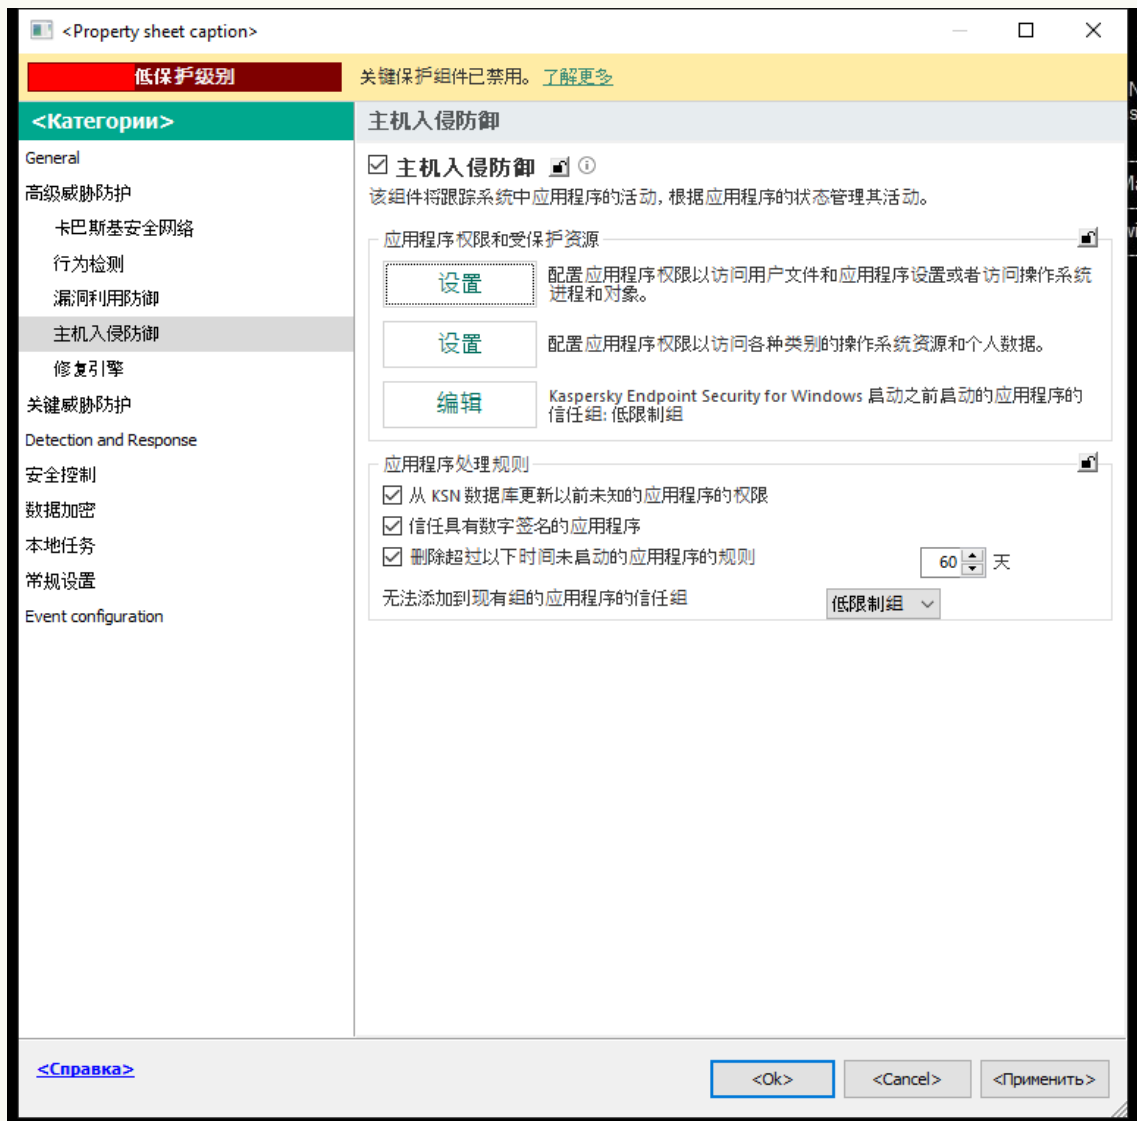 <Property sheet caption>
低保护级别
关键保护组件已禁用。 了解更多
<Категории>
General
高级威胁防护
卡巴斯基安全网络
行为检测
漏洞利用防御
主机入侵防御
修复引擎
关键威胁防护
Detection and Response
安全控制
数据加密
本地任务
常规设置
Event configuration
主机入侵防御
主机入侵防御
该组件将跟踪系统中应用程序的活动, 根据应用程序的状态管理其活动。
应用程序权限和受保护资源
设置
配置应用程序权限以访问用户文件和应用程序设置或者访问操作系统
进程和对象。
设置
配置应用程序权限以访问各种类别的操作系统资源和个人数据。
编辑
Kaspersky Endpoint Security for Windows 启动之前启动的应用程序的
信任组: 低限制组
应用程序处理规则
从 KSN 数据库更新以前未知的应用程序的权限
信任具有数字签名的应用程序
删除超过以下时间未启动的应用程序的规则
60 天
无法添加到现有组的应用程序的信任组
低限制组
<Справка>
<Ok>
<Cancel>
<Применить>